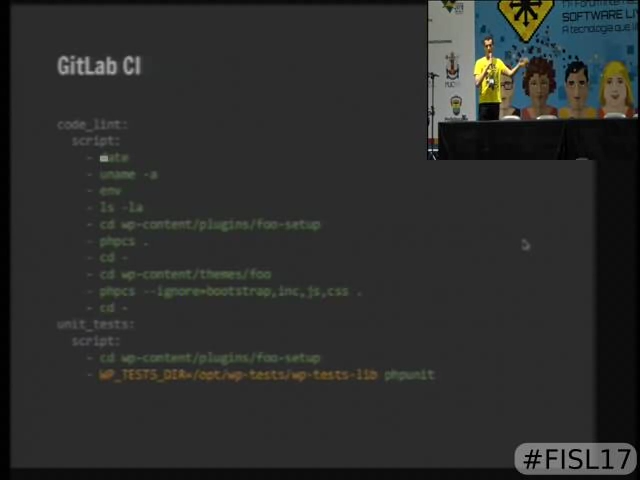 GitLab CI
code_lint:
script:
- date
- uname -a
- env
- ls -la
- cd wp-content/plugins/foo-setup
- phpcs .
- cd -
- cd wp-content/themes/foo
- phpcs --ignore=bootstrap,inc,js,css .
- cd -
unit_tests:
script:
- cd wp-content/plugins/foo-setup
- WP_TESTS_DIR=/opt/wp-tests/wp-tests-lib phpunit
SOFTWARE
A tecnologia que
#FISL17